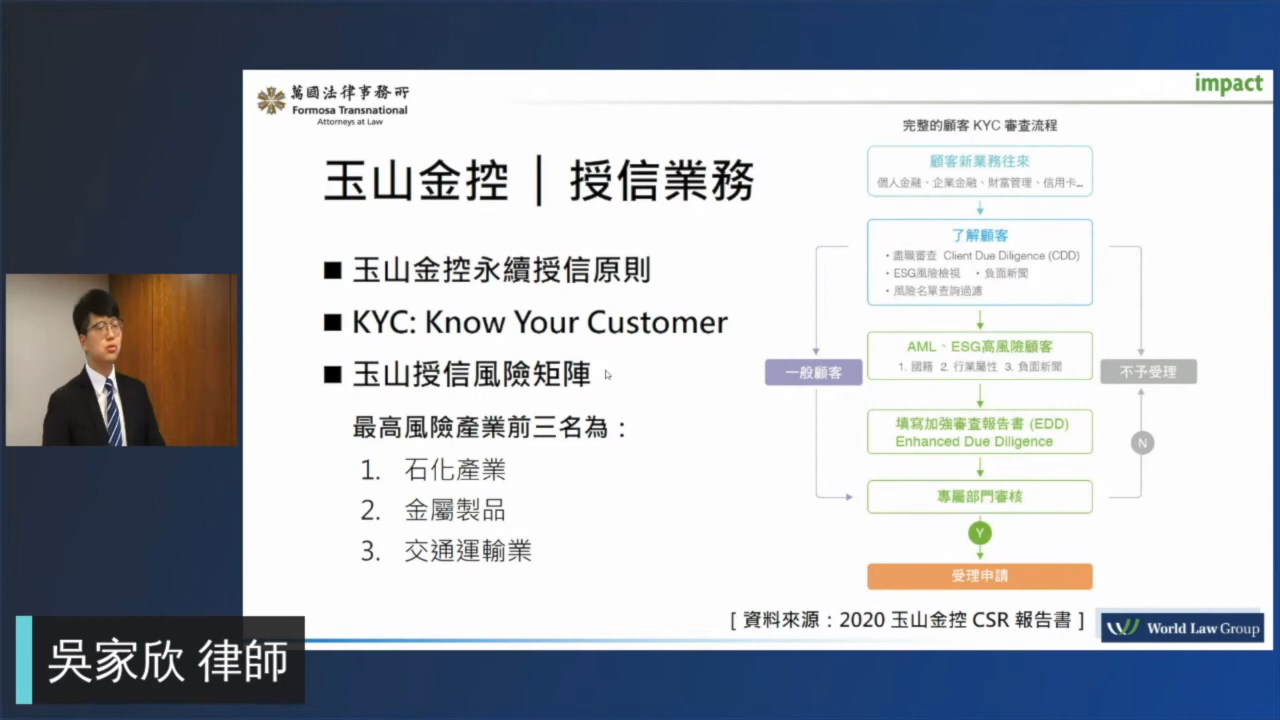 萬國法律事務所
Formosa Transnational
Attorneys at Law
impact
玉山金控│授信業務
■ 玉山金控永續授信原則
■ KYC: Know Your Customer
■ 玉山授信風險矩陣
最高風險產業前三名為：
1. 石化產業
2. 金屬製品
3. 交通運輸業
完整的顧客 KYC 審查流程
顧客新業務往來
個人金融、企業金融、財富管理、信用卡...
了解顧客
・盡職審查 Client Due Diligence (CDD)
・ESG風險檢視 ・負面新聞
・風險名單查詢過濾
AML、ESG高風險顧客
1. 國籍 2. 行業屬性 3. 負面新聞
一般顧客
不予受理
填寫加強審查報告書 (EDD)
Enhanced Due Diligence
N
專屬部門審核
Y
受理申請
[ 資料來源：2020 玉山金控 CSR 報告書 ]
World Law Group
吳家欣 律師